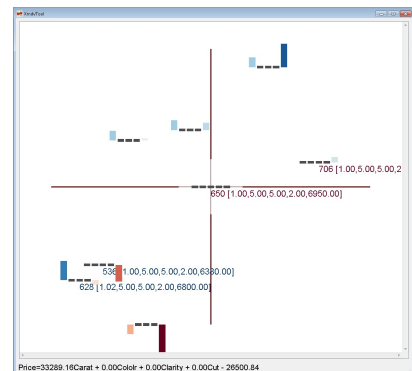 XmdvTool
706 [1.00,5.00,5.00,2
650 [1.00,5.00,5.00,2.00,6950.00]
536 [1.00,5.00,5.00,2.00,6380.00]
628 [1.02,5.00,5.00,2.00,6800.00]
Price=33289.16Carat + 0.00Cololr + 0.00Clarity + 0.00Cut - 26500.84